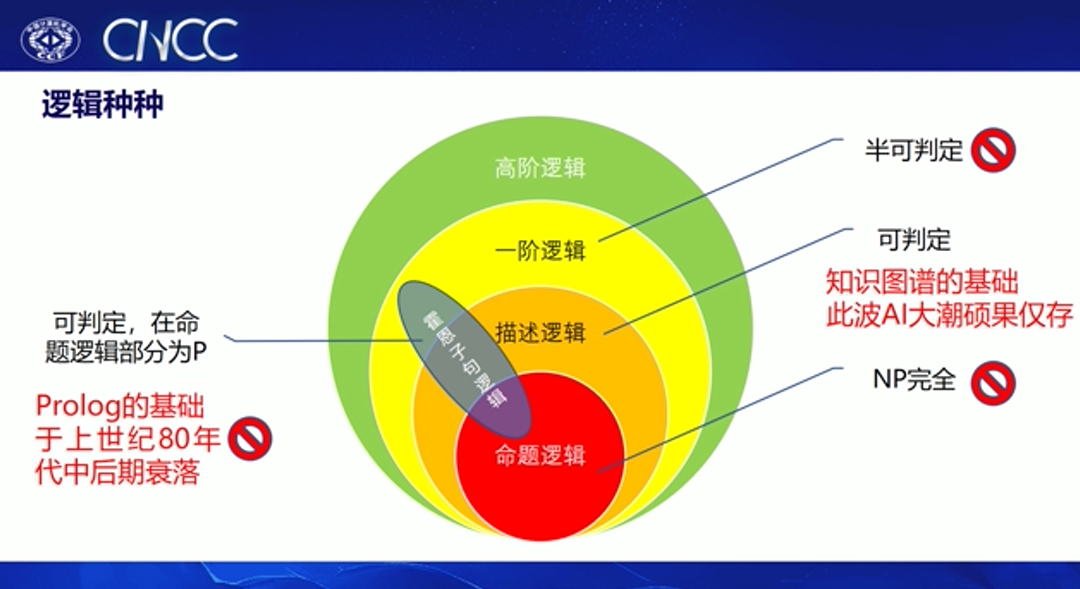 CNCC
CCF
逻辑种种
高阶逻辑
一阶逻辑
描述逻辑
霍恩子句逻辑
命题逻辑
半可判定
可判定
知识图谱的基础
此波AI大潮硕果仅存
NP完全
可判定，在命
题逻辑部分为P
Prolog的基础
于上世纪80年
代中后期衰落